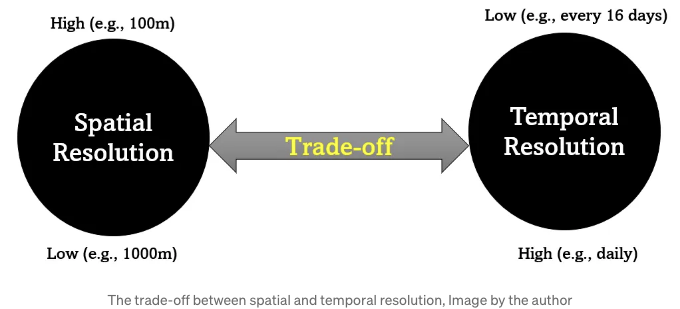 High (e.g., 100m)
Low (e.g., every 16 days)
Spatial
Resolution
Trade-off
Temporal
Resolution
Low (e.g., 1000m)
High (e.g., daily)
The trade-off between spatial and temporal resolution, Image by the author